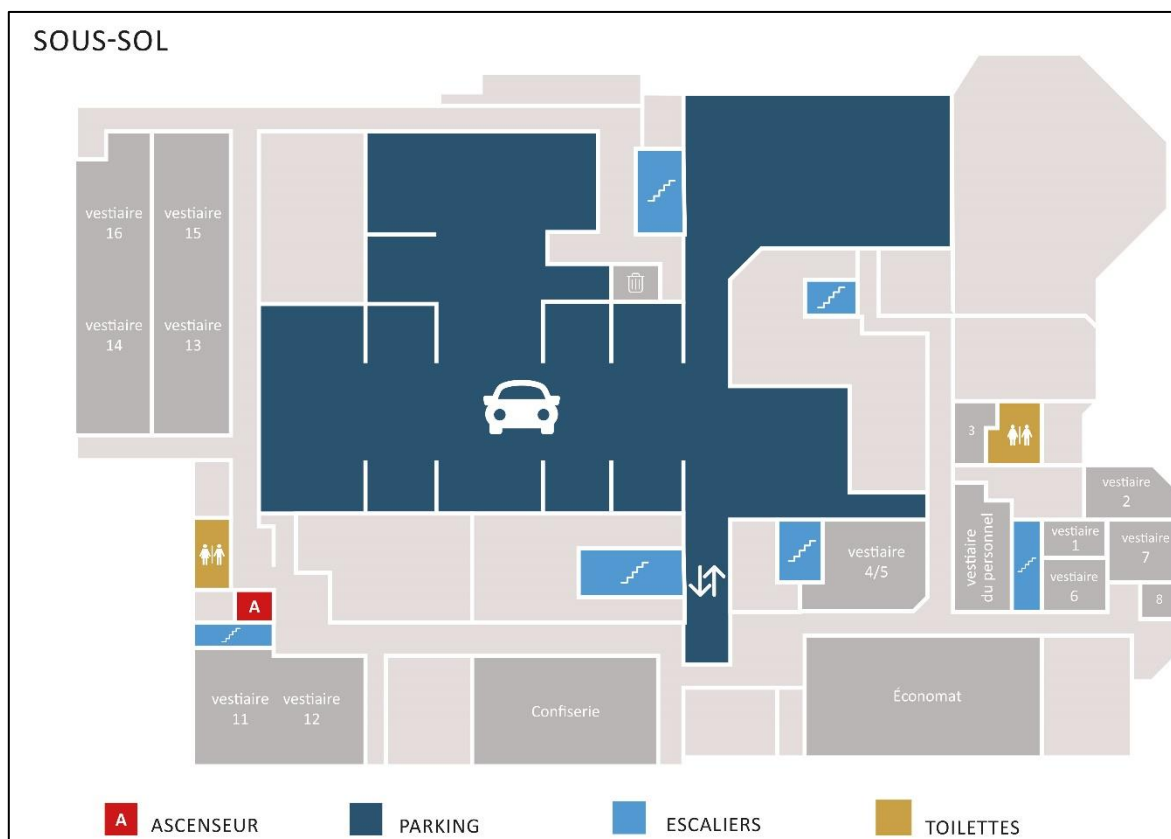 SOUS-SOL
vestiaire
16
vestiaire
15
vestiaire
14
vestiaire
13
3
vestiaire
2
vestiaire
1
vestiaire
7
vestiaire
4/5
vestiaire
du personnel
vestiaire
6
8
A
vestiaire
11
vestiaire
12
Confiserie
Économat
A ASCENSEUR
PARKING
ESCALIERS
TOILETTES